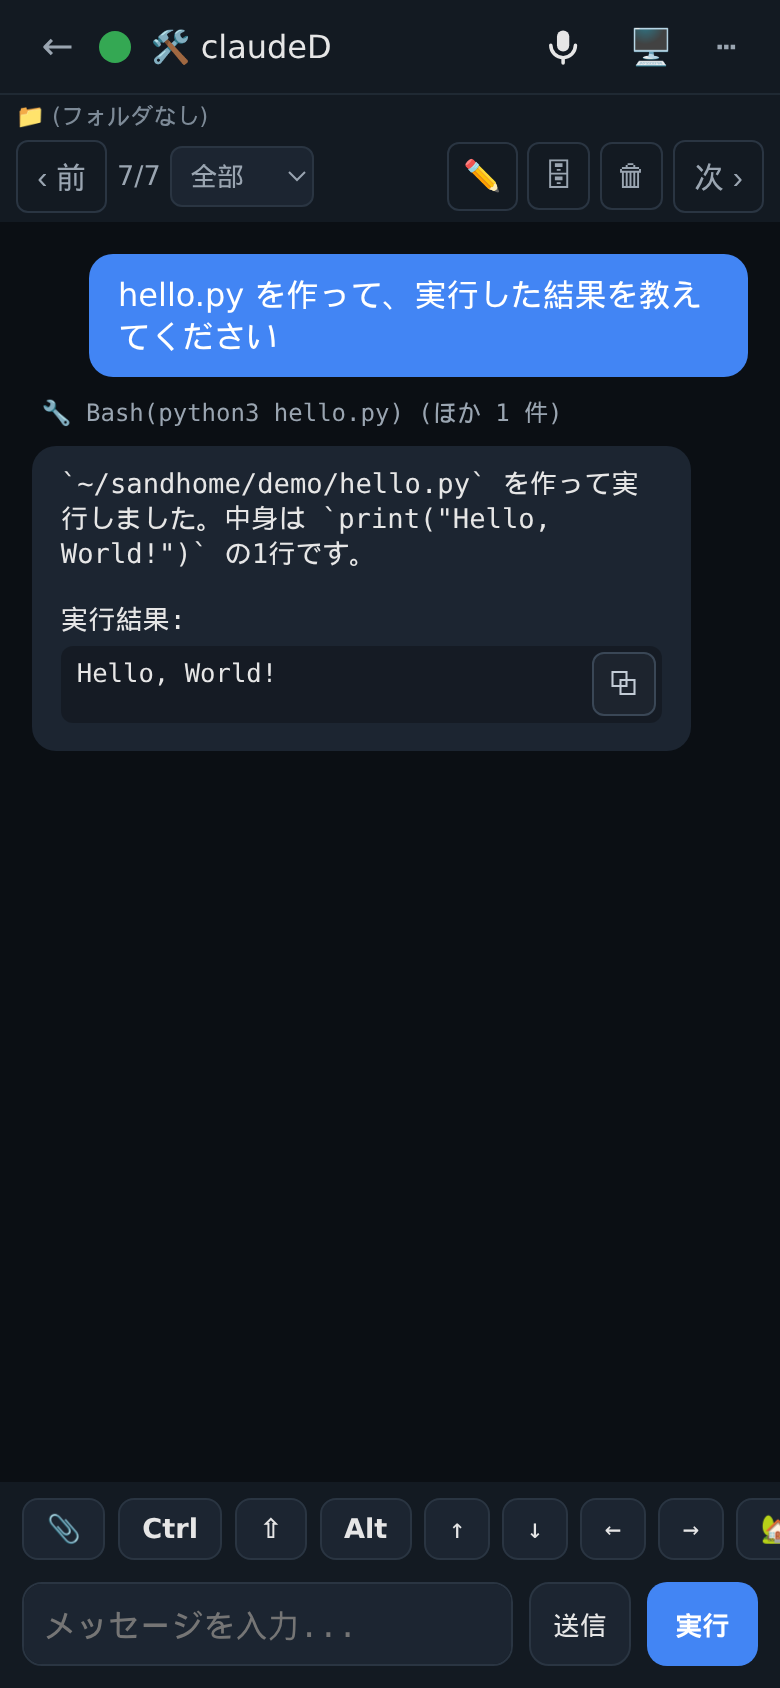 ← 🛠️ claudeD ⋯
📁 (フォルダなし)
‹ 前 7/7 全部 次 ›
hello.py を作って、実行した結果を教え
てください
🔧 Bash(python3 hello.py) (ほか 1 件)
`~/sandhome/demo/hello.py` を作って実
行しました。中身は `print("Hello,
World!")` の1行です。
実行結果:
Hello, World!
Ctrl ⇧ Alt ↑ ↓ ← →
メッセージを入力... 送信 実行